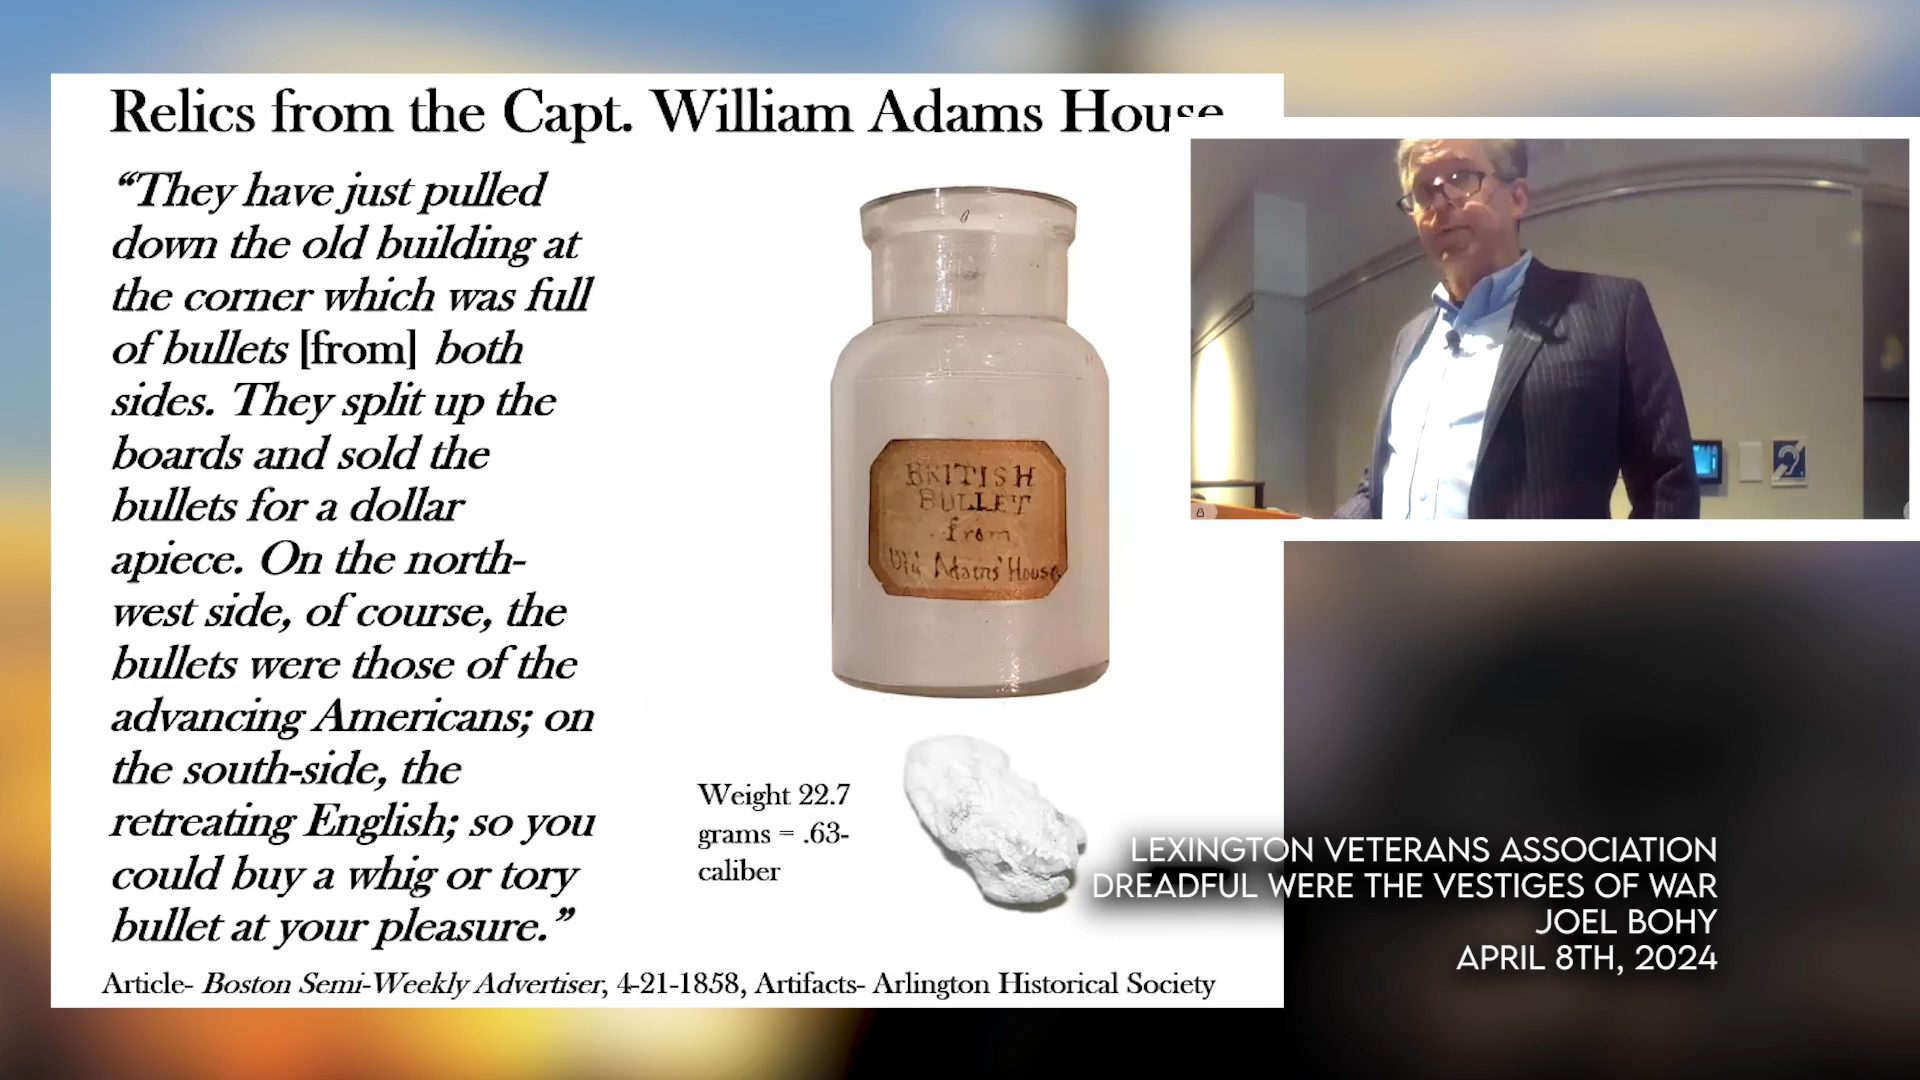 Relics from the Capt. William Adams House
“They have just pulled
down the old building at
the corner which was full
of bullets [from] both
sides. They split up the
boards and sold the
bullets for a dollar
apiece. On the north-
west side, of course, the
bullets were those of the
advancing Americans; on
the south-side, the
retreating English; so you
could buy a whig or tory
bullet at your pleasure.”
BRITISH
BULLET
from
Old Adams' House
Weight 22.7
grams = .63-
caliber
Article- Boston Semi-Weekly Advertiser, 4-21-1858, Artifacts- Arlington Historical Society
LEXINGTON VETERANS ASSOCIATION
DREADFUL WERE THE VESTIGES OF WAR
JOEL BOHY
APRIL 8TH, 2024